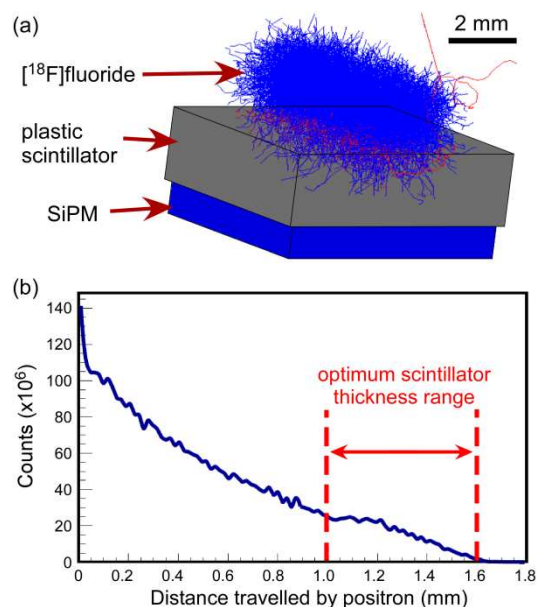 (a)
2 mm
[¹⁸F]fluoride
plastic
scintillator
SiPM
(b)
140
120
100
80
60
40
20
0
Counts (x10⁶)
optimum scintillator
thickness range
0 0.2 0.4 0.6 0.8 1.0 1.2 1.4 1.6 1.8
Distance travelled by positron (mm)